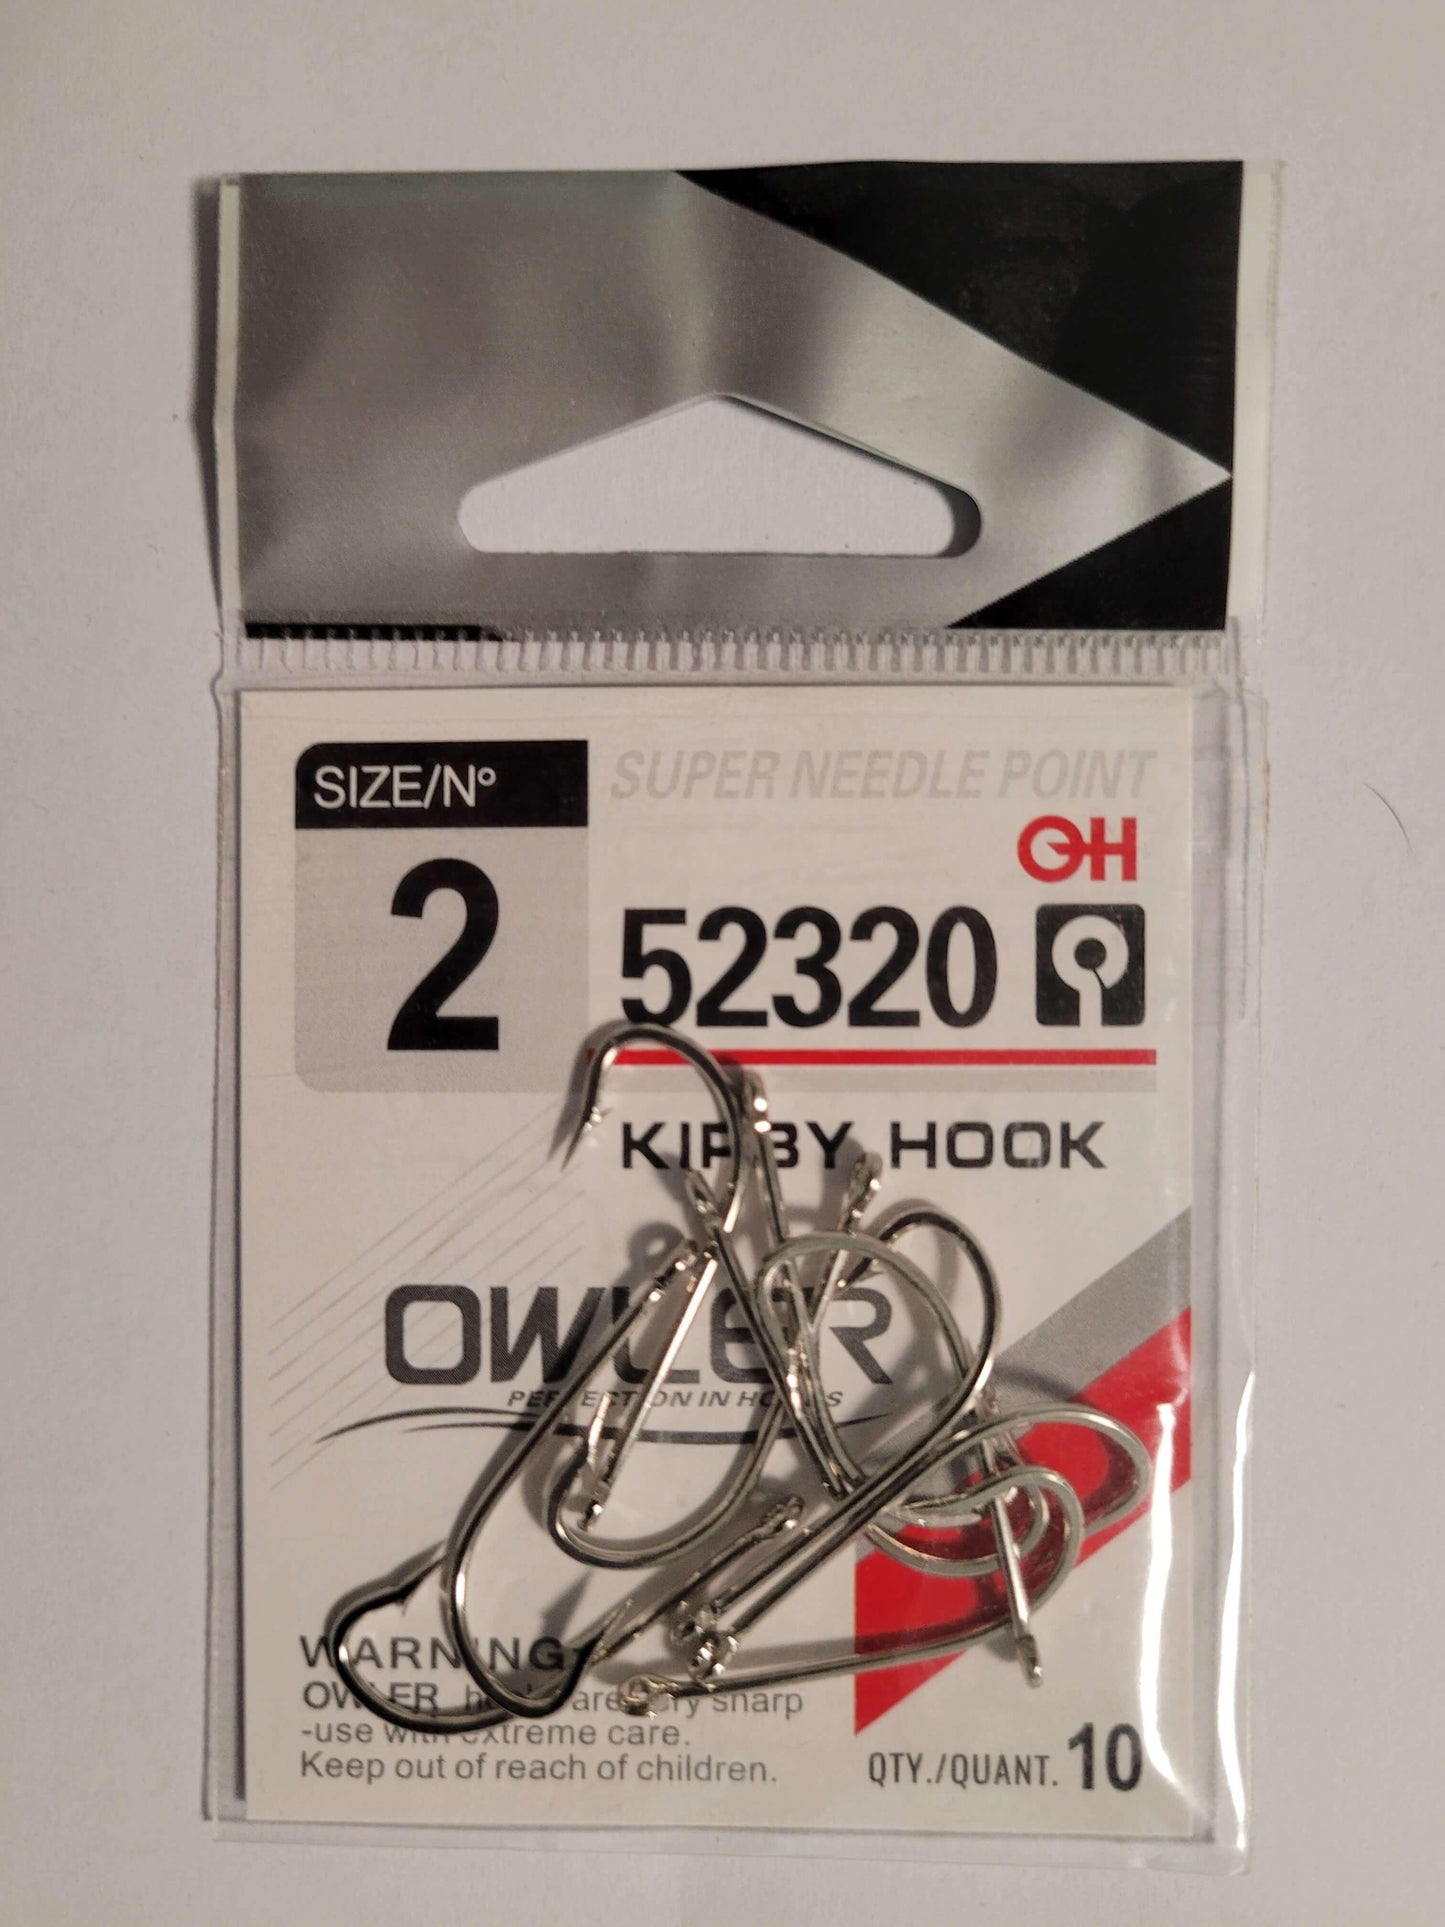 SIZE/Nº
2
SUPER NEEDLE POINT
OH
52320
KIRBY HOOK
OWLER
PERFECTION IN HOOKS
WARNING:
OWLER hooks are very sharp
-use with extreme care.
Keep out of reach of children.
QTY./QUANT. 10